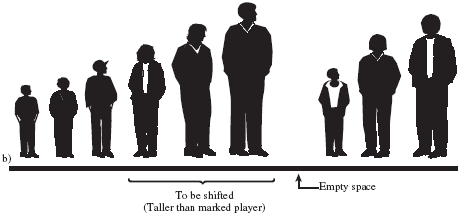 b)
To be shifted
(Taller than marked player)
Empty space